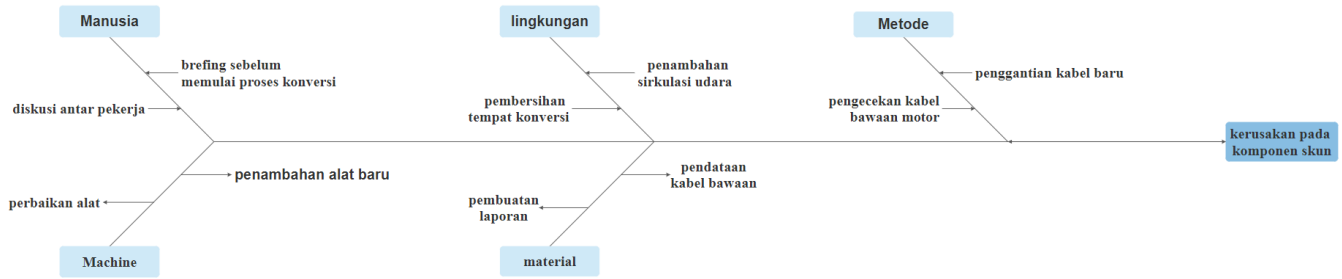 Manusia
lingkungan
Metode
brefing sebelum
memulai proses konversi
diskusi antar pekerja
penambahan
sirkulasi udara
pembersihan
tempat konversi
penggantian kabel baru
pengecekan kabel
bawaan motor
kerusakan pada
komponen skun
penambahan alat baru
perbaikan alat
pendataan
kabel bawaan
pembuatan
laporan
Machine
material